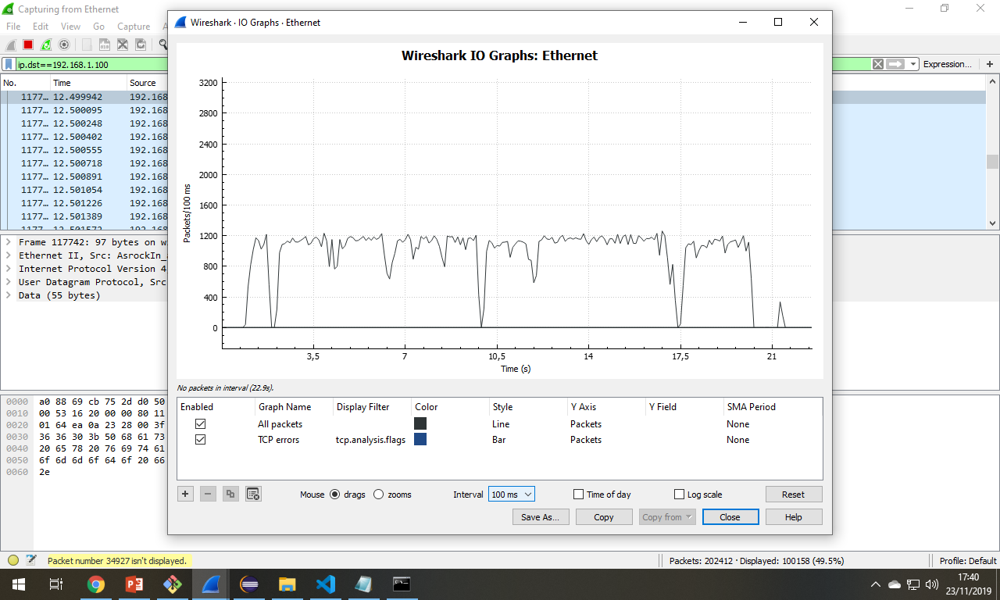 Capturing from Ethernet
File Edit View Go Capture
ip.dst==192.168.1.100
Expression…
No. Time Source
1177… 12.499942 192.168
1177… 12.500095 192.168
1177… 12.500248 192.168
1177… 12.500402 192.168
1177… 12.500555 192.168
1177… 12.500718 192.168
1177… 12.500891 192.168
1177… 12.501054 192.168
1177… 12.501226 192.168
1177… 12.501389 192.168
1177… 12.501572 192.168
Frame 117742: 97 bytes on w
Ethernet II, Src: AsrockIn_
Internet Protocol Version 4
User Datagram Protocol, Src
Data (55 bytes)
0000 a0 88 69 cb 75 2d d0 50
0010 00 53 16 20 00 00 80 11
0020 01 64 ea 0a 23 28 00 3f
0030 36 36 30 3b 50 68 61 73
0040 20 65 78 20 76 69 74 61
0050 6f 6d 6d 6f 64 6f 20 66
0060 2e
Wireshark · IO Graphs · Ethernet
Wireshark IO Graphs: Ethernet
Packets/100 ms
3200
2800
2400
2000
1600
1200
800
400
0
3,5 7 10,5 14 17,5 21
Time (s)
No packets in interval (22.9s).
Enabled Graph Name Display Filter Color Style Y Axis Y Field SMA Period
All packets Line Packets None
TCP errors tcp.analysis.flags Bar Packets None
Mouse drags zooms Interval 100 ms Time of day Log scale Reset
Save As… Copy Copy from Close Help
Packet number 34927 isn't displayed.
Packets: 202412 · Displayed: 100158 (49.5%)
Profile: Default
17:40
23/11/2019